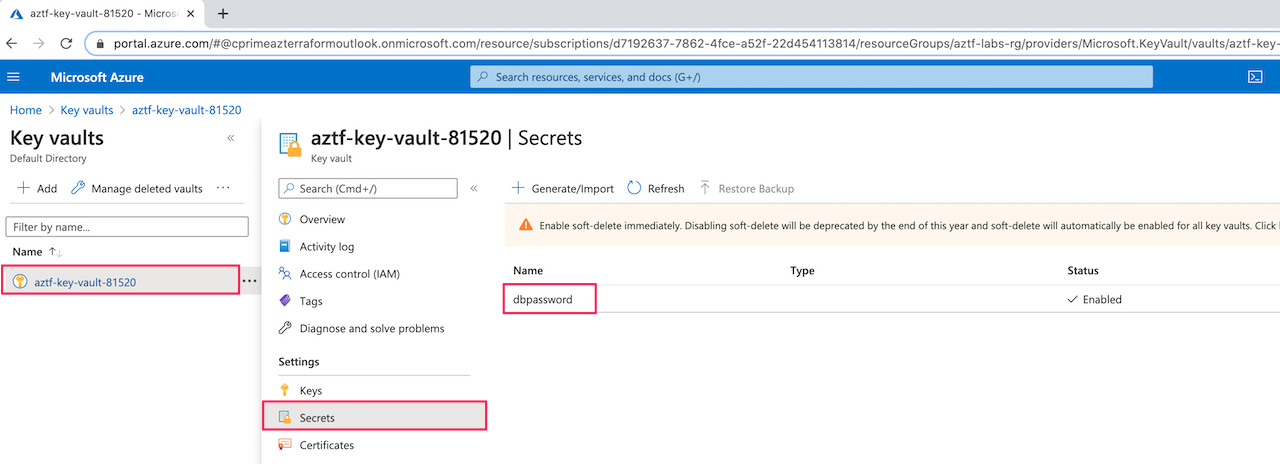 aztf-key-vault-81520 - Microso
portal.azure.com/#@cprimeazterraformoutlook.onmicrosoft.com/resource/subscriptions/d7192637-7862-4fce-a52f-22d454113814/resourceGroups/aztf-labs-rg/providers/Microsoft.KeyVault/vaults/aztf-key-
Microsoft Azure
Search resources, services, and docs (G+/)
Home > Key vaults > aztf-key-vault-81520
Key vaults
Default Directory
Add Manage deleted vaults ...
Filter by name...
Name
aztf-key-vault-81520 ...
aztf-key-vault-81520 | Secrets
Key vault
Search (Cmd+/)
Overview
Activity log
Access control (IAM)
Tags
Diagnose and solve problems
Settings
Keys
Secrets
Certificates
Generate/Import Refresh Restore Backup
Enable soft-delete immediately. Disabling soft-delete will be deprecated by the end of this year and soft-delete will automatically be enabled for all key vaults. Click
Name Type Status
dbpassword Enabled